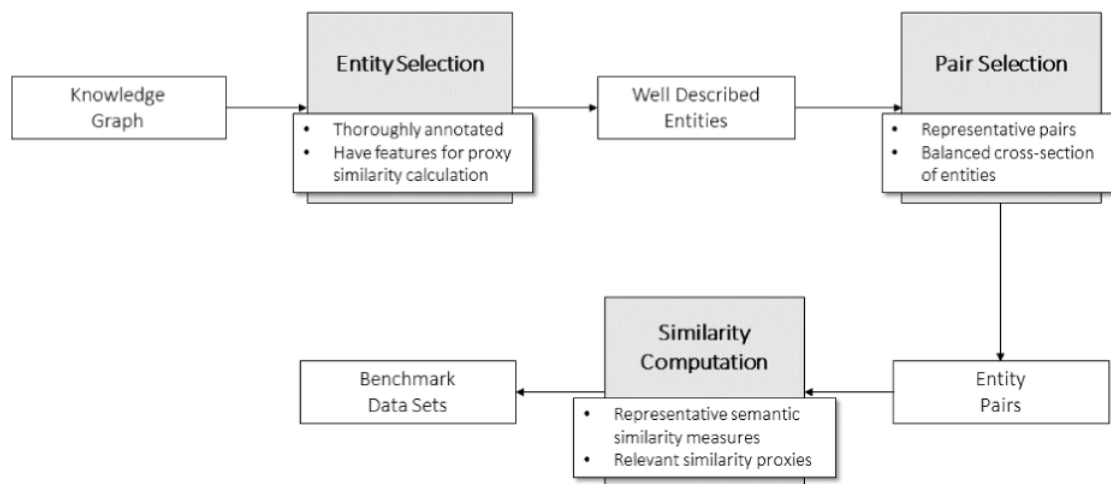 Knowledge
Graph
Entity Selection
• Thoroughly annotated
• Have features for proxy
similarity calculation
Well Described
Entities
Pair Selection
• Representative pairs
• Balanced cross-section
of entities
Entity
Pairs
Similarity
Computation
• Representative semantic
similarity measures
• Relevant similarity proxies
Benchmark
Data Sets